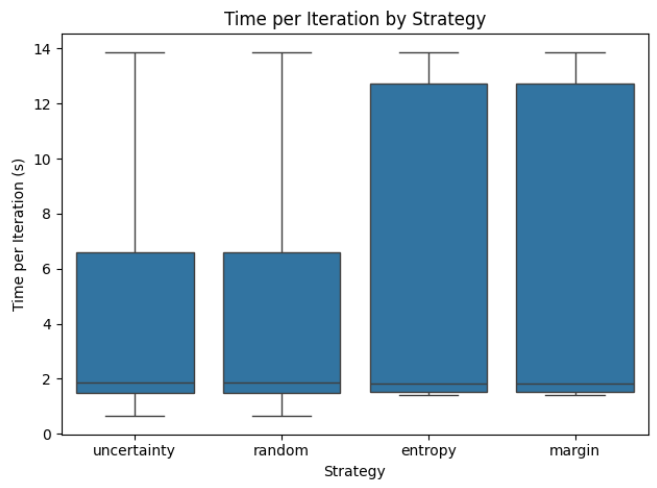 Time per Iteration by Strategy
Time per Iteration (s)
14
12
10
8
6
4
2
0
uncertainty random entropy margin
Strategy